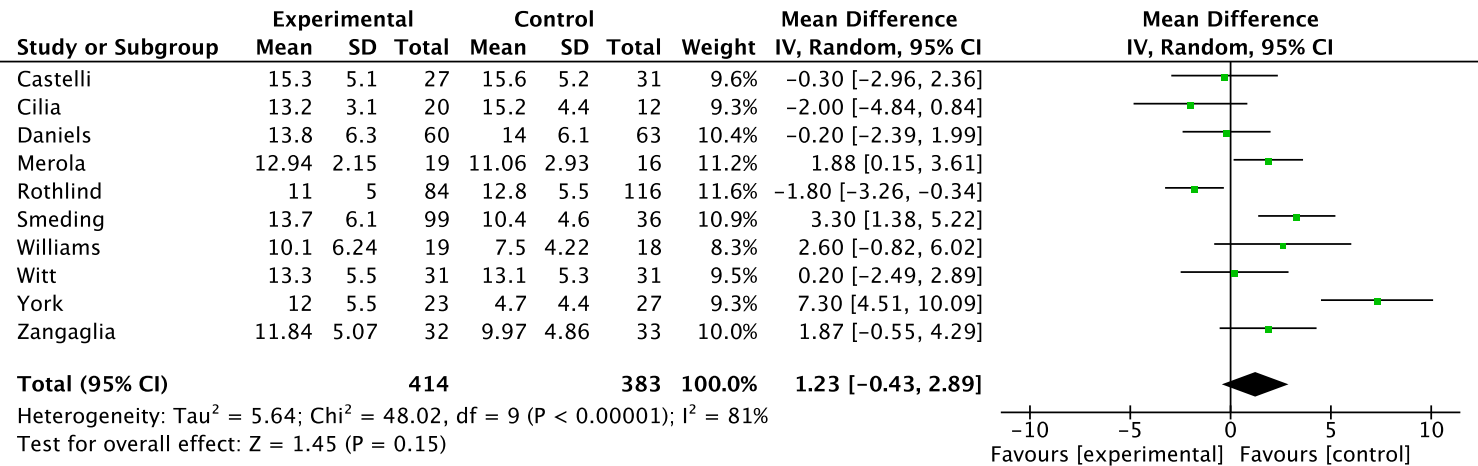 Experimental Control Mean Difference Mean Difference
Study or Subgroup Mean SD Total Mean SD Total Weight IV, Random, 95% CI IV, Random, 95% CI
Castelli 15.3 5.1 27 15.6 5.2 31 9.6% −0.30 [−2.96, 2.36]
Cilia 13.2 3.1 20 15.2 4.4 12 9.3% −2.00 [−4.84, 0.84]
Daniels 13.8 6.3 60 14 6.1 63 10.4% −0.20 [−2.39, 1.99]
Merola 12.94 2.15 19 11.06 2.93 16 11.2% 1.88 [0.15, 3.61]
Rothlind 11 5 84 12.8 5.5 116 11.6% −1.80 [−3.26, −0.34]
Smeding 13.7 6.1 99 10.4 4.6 36 10.9% 3.30 [1.38, 5.22]
Williams 10.1 6.24 19 7.5 4.22 18 8.3% 2.60 [−0.82, 6.02]
Witt 13.3 5.5 31 13.1 5.3 31 9.5% 0.20 [−2.49, 2.89]
York 12 5.5 23 4.7 4.4 27 9.3% 7.30 [4.51, 10.09]
Zangaglia 11.84 5.07 32 9.97 4.86 33 10.0% 1.87 [−0.55, 4.29]
Total (95% CI) 414 383 100.0% 1.23 [−0.43, 2.89]
Heterogeneity: Tau² = 5.64; Chi² = 48.02, df = 9 (P < 0.00001); I² = 81%
Test for overall effect: Z = 1.45 (P = 0.15)
−10 −5 0 5 10
Favours [experimental] Favours [control]